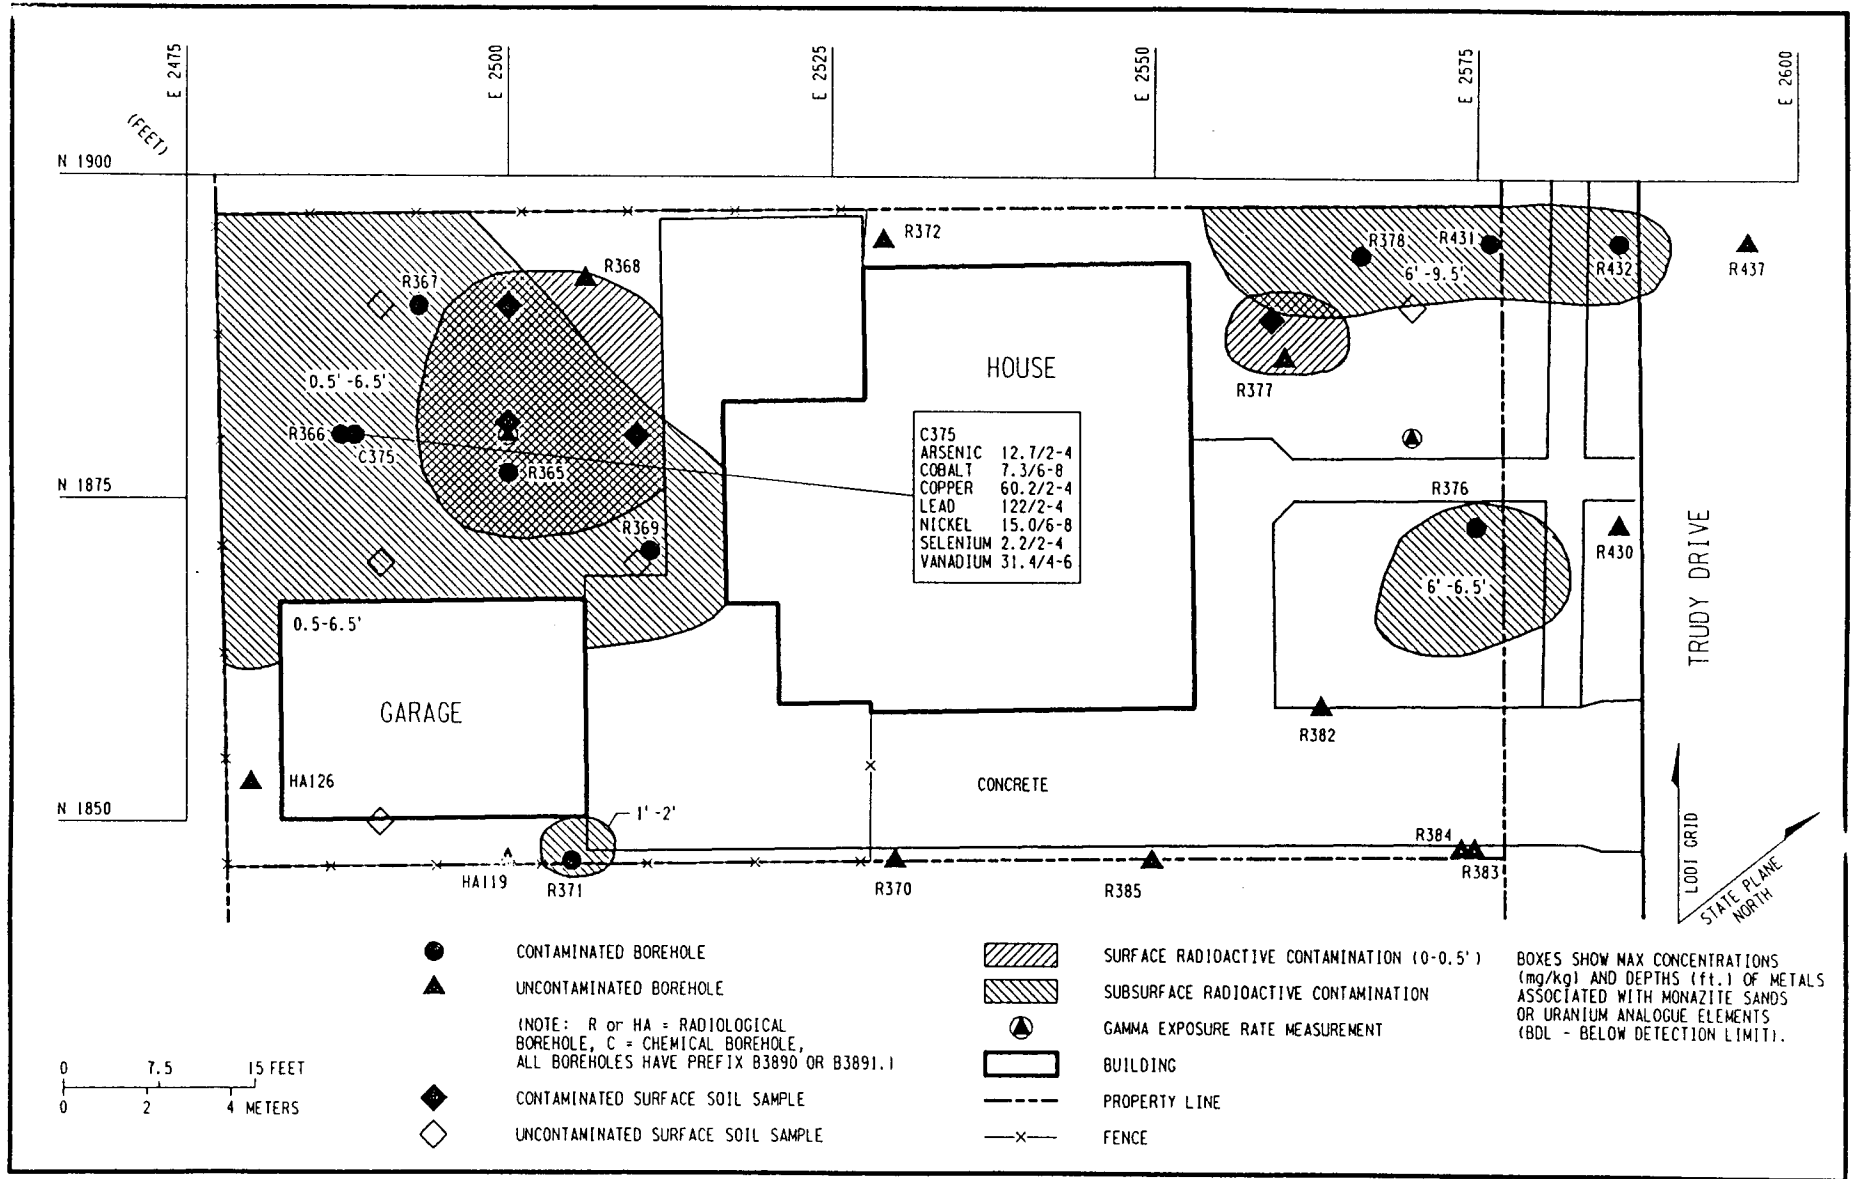 E 2475
E 2500
E 2525
E 2550
E 2575
E 2600
(FEET)
N 1900
R372
R378
R431
R432
R437
R368
R367
6'-9.5'
HOUSE
0.5'-6.5'
R377
R366
C375
R365
C375
ARSENIC 12.7/2-4
COBALT 7.3/6-8
COPPER 60.2/2-4
LEAD 122/2-4
NICKEL 15.0/6-8
SELENIUM 2.2/2-4
VANADIUM 31.4/4-6
N 1875
R376
R369
R430
6'-6.5'
TRUDY DRIVE
0.5-6.5'
GARAGE
R382
HA126
CONCRETE
N 1850
1'-2'
R384
R383
HA119
R371
R370
R385
LODI GRID
STATE PLANE
NORTH
CONTAMINATED BOREHOLE
UNCONTAMINATED BOREHOLE
(NOTE: R or HA = RADIOLOGICAL
BOREHOLE, C = CHEMICAL BOREHOLE,
ALL BOREHOLES HAVE PREFIX B3890 OR B3891.)
CONTAMINATED SURFACE SOIL SAMPLE
UNCONTAMINATED SURFACE SOIL SAMPLE
SURFACE RADIOACTIVE CONTAMINATION (0-0.5')
SUBSURFACE RADIOACTIVE CONTAMINATION
GAMMA EXPOSURE RATE MEASUREMENT
BUILDING
PROPERTY LINE
FENCE
BOXES SHOW MAX CONCENTRATIONS
(mg/kg) AND DEPTHS (ft.) OF METALS
ASSOCIATED WITH MONAZITE SANDS
OR URANIUM ANALOGUE ELEMENTS
(BDL - BELOW DETECTION LIMIT).
0 7.5 15 FEET
0 2 4 METERS